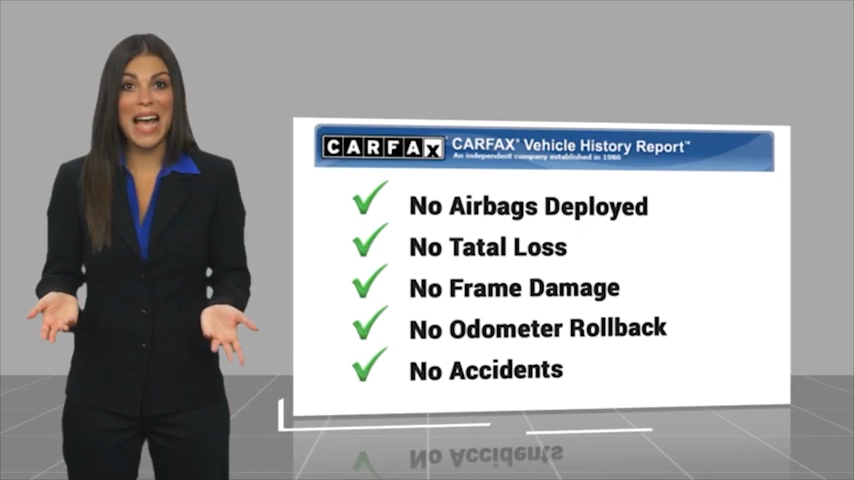 CARFAX CARFAX® Vehicle History Report™
An independent company established in 1986
No Airbags Deployed
No Tatal Loss
No Frame Damage
No Odometer Rollback
No Accidents
No Accidents